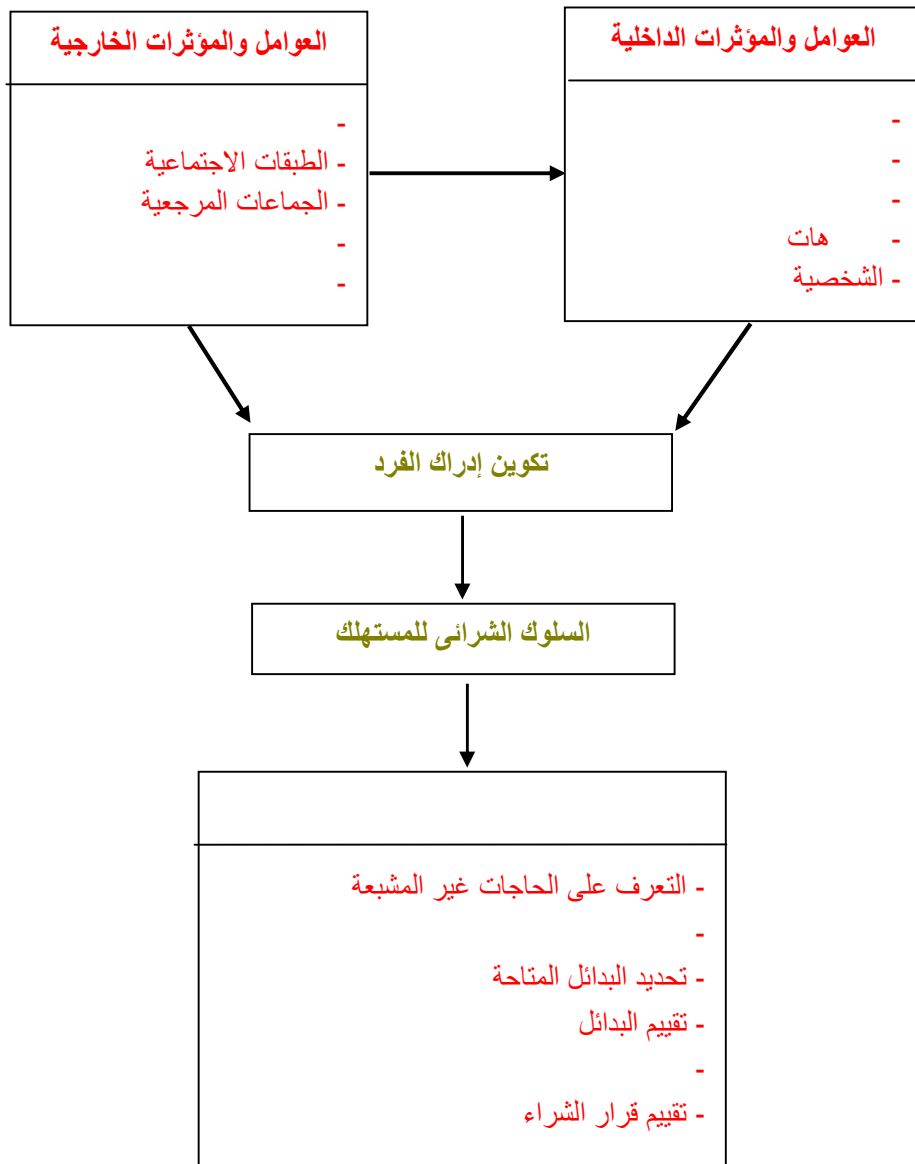 العوامل والمؤثرات الداخلية
-
-
-
- هات
- الشخصية
العوامل والمؤثرات الخارجية
-
- الطبقات الاجتماعية
- الجماعات المرجعية
-
-
تكوين إدراك الفرد
السلوك الشرائى للمستهلك
- التعرف على الحاجات غير المشبعة
-
- تحديد البدائل المتاحة
- تقييم البدائل
-
- تقييم قرار الشراء